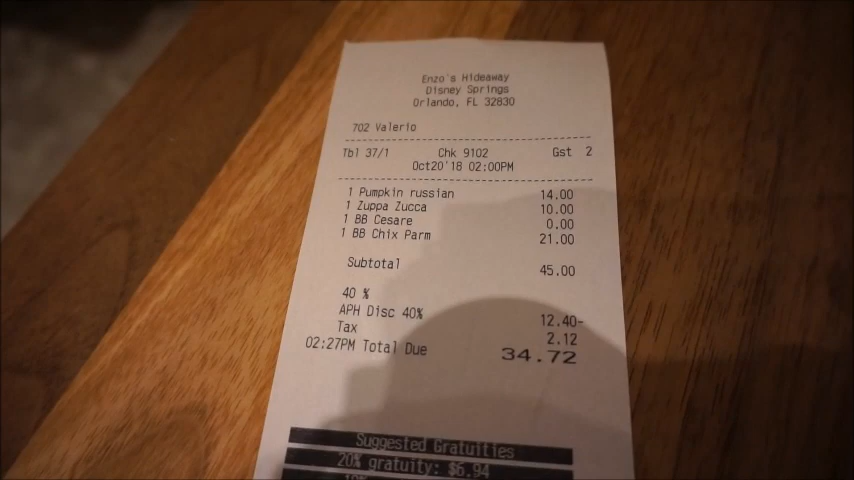 Enzo's Hideaway
Disney Springs
Orlando, FL 32830
702 Valerio
Tbl 37/1 Chk 9102 Gst 2
Oct20'18 02:00PM
1 Pumpkin russian 14.00
1 Zuppa Zucca 10.00
1 BB Cesare 0.00
1 BB Chix Parm 21.00
Subtotal 45.00
40 %
APH Disc 40% 12.40-
Tax 2.12
02:27PM Total Due 34.72
Suggested Gratuities
20% gratuity: $6.94